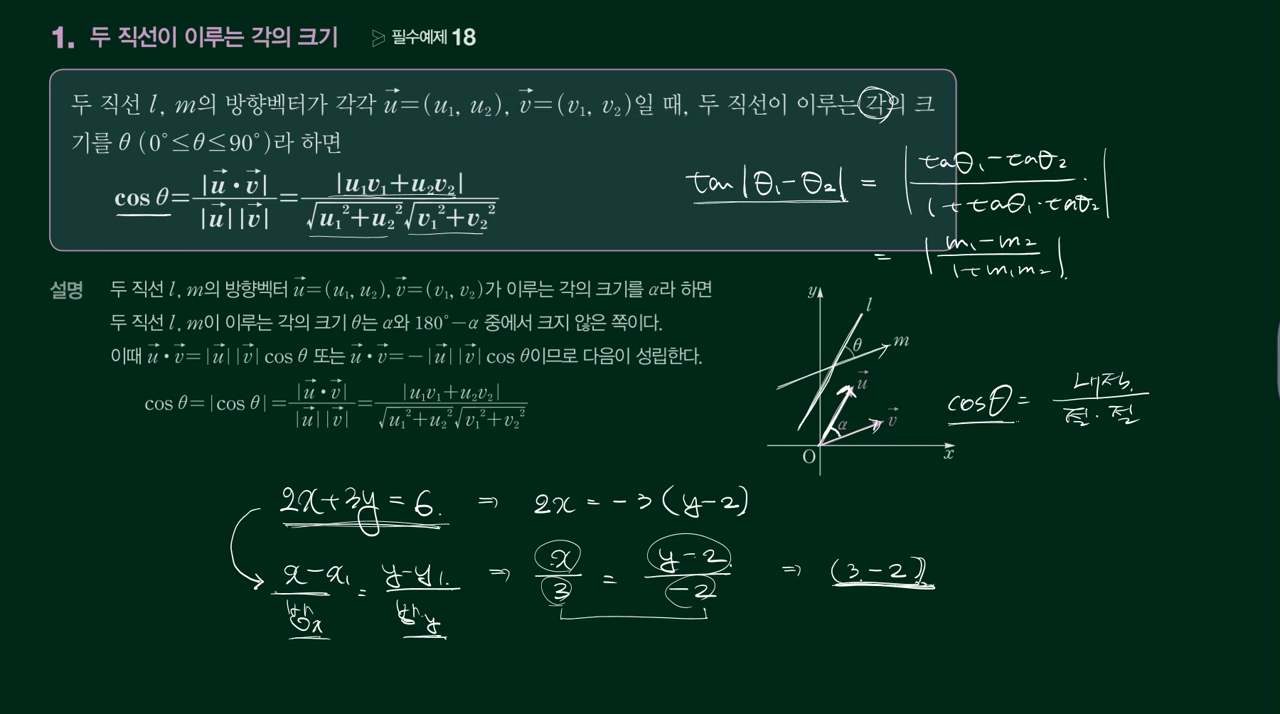 1. 두 직선이 이루는 각의 크기 ▷ 필수예제 18
두 직선 l, m의 방향벡터가 각각 u⃗=(u₁, u₂), v⃗=(v₁, v₂)일 때, 두 직선이 이루는 각의 크
기를 θ (0°≤θ≤90°)라 하면
cos θ = |u⃗•v⃗| / |u⃗||v⃗| = |u₁v₁+u₂v₂| / √(u₁²+u₂²)√(v₁²+v₂²)
tan|θ₁-θ₂| = |(taθ₁-taθ₂) / (1+taθ₁·taθ₂)|
= |(m₁-m₂) / (1+m₁m₂)|.
설명 두 직선 l, m의 방향벡터 u⃗=(u₁, u₂), v⃗=(v₁, v₂)가 이루는 각의 크기를 α라 하면
두 직선 l, m이 이루는 각의 크기 θ는 α와 180°-α 중에서 크지 않은 쪽이다.
이때 u⃗•v⃗=|u⃗||v⃗| cos θ 또는 u⃗•v⃗=-|u⃗||v⃗| cos θ이므로 다음이 성립한다.
cos θ=|cos θ| = |u⃗•v⃗| / |u⃗||v⃗| = |u₁v₁+u₂v₂| / √(u₁²+u₂²)√(v₁²+v₂²)
y
l
θ
m
u⃗
α
v⃗
O
x
cosθ = 내적. / 절·절
2x+3y=6. ⇒ 2x=-3(y-2)
x-x₁ / 방x = y-y₁. / 방y ⇒ x / 3 = y-2 / -2 ⇒ (3,-2).